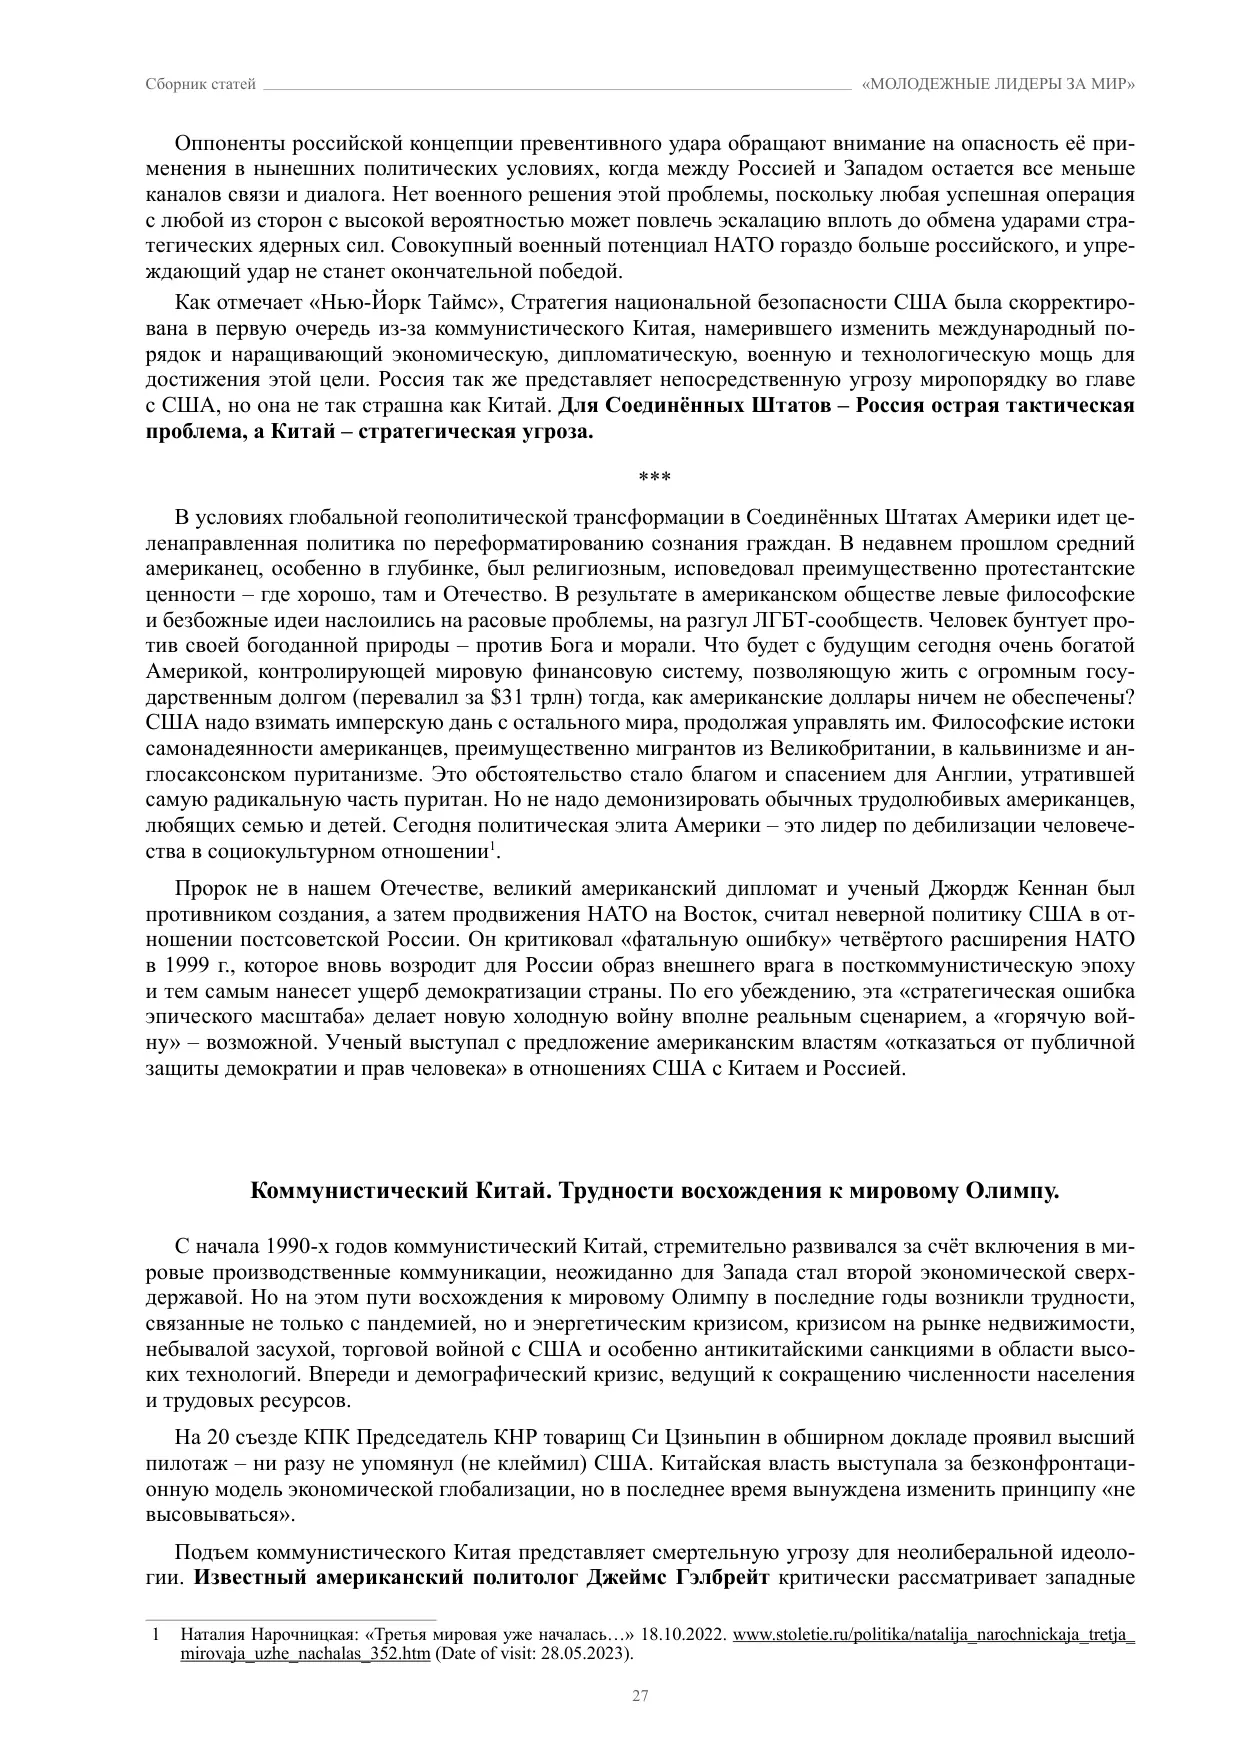 Сборник статей «МОЛОДЕЖНЫЕ ЛИДЕРЫ ЗА МИР»
Оппоненты российской концепции превентивного удара обращают внимание на опасность её при-
менения в нынешних политических условиях, когда между Россией и Западом остается все меньше
каналов связи и диалога. Нет военного решения этой проблемы, поскольку любая успешная операция
с любой из сторон с высокой вероятностью может повлечь эскалацию вплоть до обмена ударами стра-
тегических ядерных сил. Совокупный военный потенциал НАТО гораздо больше российского, и упре-
ждающий удар не станет окончательной победой.
Как отмечает «Нью-Йорк Таймс», Стратегия национальной безопасности США была скорректиро-
вана в первую очередь из-за коммунистического Китая, намерившего изменить международный по-
рядок и наращивающий экономическую, дипломатическую, военную и технологическую мощь для
достижения этой цели. Россия так же представляет непосредственную угрозу миропорядку во главе
с США, но она не так страшна как Китай. Для Соединённых Штатов – Россия острая тактическая
проблема, а Китай – стратегическая угроза.
***
В условиях глобальной геополитической трансформации в Соединённых Штатах Америки идет це-
ленаправленная политика по переформатированию сознания граждан. В недавнем прошлом средний
американец, особенно в глубинке, был религиозным, исповедовал преимущественно протестантские
ценности – где хорошо, там и Отечество. В результате в американском обществе левые философские
и безбожные идеи наслоились на расовые проблемы, на разгул ЛГБТ-сообществ. Человек бунтует про-
тив своей богоданной природы – против Бога и морали. Что будет с будущим сегодня очень богатой
Америкой, контролирующей мировую финансовую систему, позволяющую жить с огромным госу-
дарственным долгом (перевалил за $31 трлн) тогда, как американские доллары ничем не обеспечены?
США надо взимать имперскую дань с остального мира, продолжая управлять им. Философские истоки
самонадеянности американцев, преимущественно мигрантов из Великобритании, в кальвинизме и ан-
глосаксонском пуританизме. Это обстоятельство стало благом и спасением для Англии, утратившей
самую радикальную часть пуритан. Но не надо демонизировать обычных трудолюбивых американцев,
любящих семью и детей. Сегодня политическая элита Америки – это лидер по дебилизации человече-
ства в социокультурном отношении1.
Пророк не в нашем Отечестве, великий американский дипломат и ученый Джордж Кеннан был
противником создания, а затем продвижения НАТО на Восток, считал неверной политику США в от-
ношении постсоветской России. Он критиковал «фатальную ошибку» четвёртого расширения НАТО
в 1999 г., которое вновь возродит для России образ внешнего врага в посткоммунистическую эпоху
и тем самым нанесет ущерб демократизации страны. По его убеждению, эта «стратегическая ошибка
эпического масштаба» делает новую холодную войну вполне реальным сценарием, а «горячую вой-
ну» – возможной. Ученый выступал с предложение американским властям «отказаться от публичной
защиты демократии и прав человека» в отношениях США с Китаем и Россией.
Коммунистический Китай. Трудности восхождения к мировому Олимпу.
С начала 1990-х годов коммунистический Китай, стремительно развивался за счёт включения в ми-
ровые производственные коммуникации, неожиданно для Запада стал второй экономической сверх-
державой. Но на этом пути восхождения к мировому Олимпу в последние годы возникли трудности,
связанные не только с пандемией, но и энергетическим кризисом, кризисом на рынке недвижимости,
небывалой засухой, торговой войной с США и особенно антикитайскими санкциями в области высо-
ких технологий. Впереди и демографический кризис, ведущий к сокращению численности населения
и трудовых ресурсов.
На 20 съезде КПК Председатель КНР товарищ Си Цзиньпин в обширном докладе проявил высший
пилотаж – ни разу не упомянул (не клеймил) США. Китайская власть выступала за безконфронтаци-
онную модель экономической глобализации, но в последнее время вынуждена изменить принципу «не
высовываться».
Подъем коммунистического Китая представляет смертельную угрозу для неолиберальной идеоло-
гии. Известный американский политолог Джеймс Гэлбрейт критически рассматривает западные
1 Наталия Нарочницкая: «Третья мировая уже началась…» 18.10.2022. www.stoletie.ru/politika/natalija_narochnickaja_tretja_
mirovaja_uzhe_nachalas_352.htm (Date of visit: 28.05.2023).
27